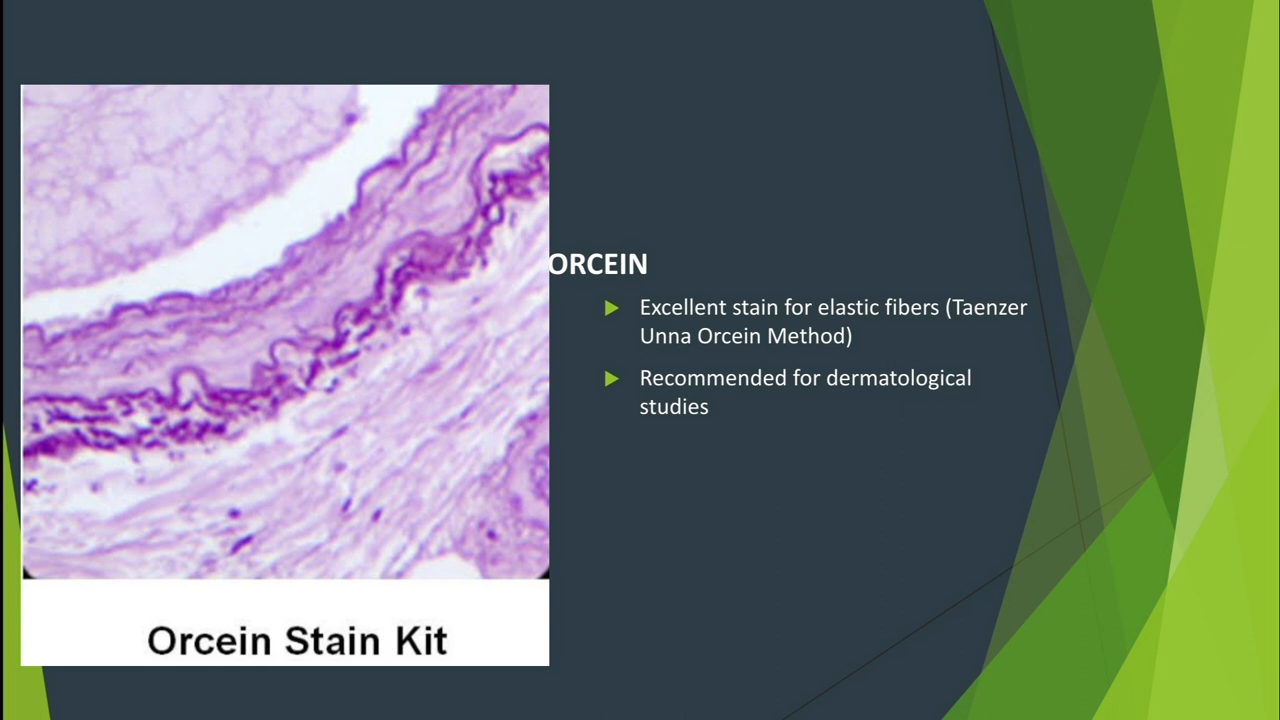 ORCEIN
Excellent stain for elastic fibers (Taenzer
Unna Orcein Method)
Recommended for dermatological
studies
Orcein Stain Kit